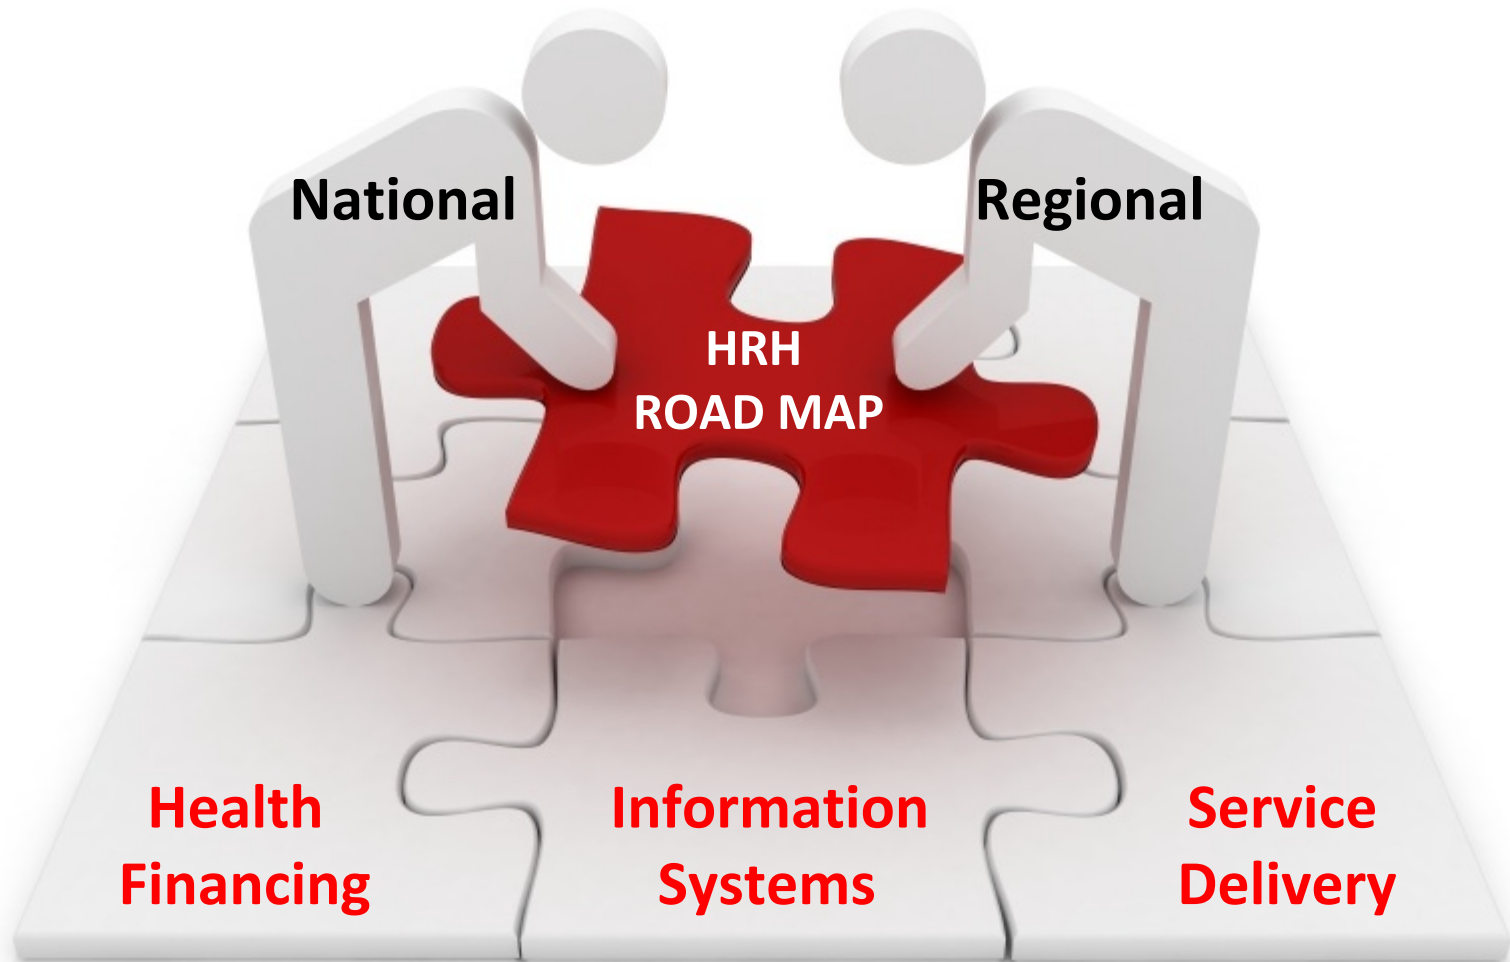 National
Regional
HRH
ROAD MAP
Health
Financing
Information
Systems
Service
Delivery